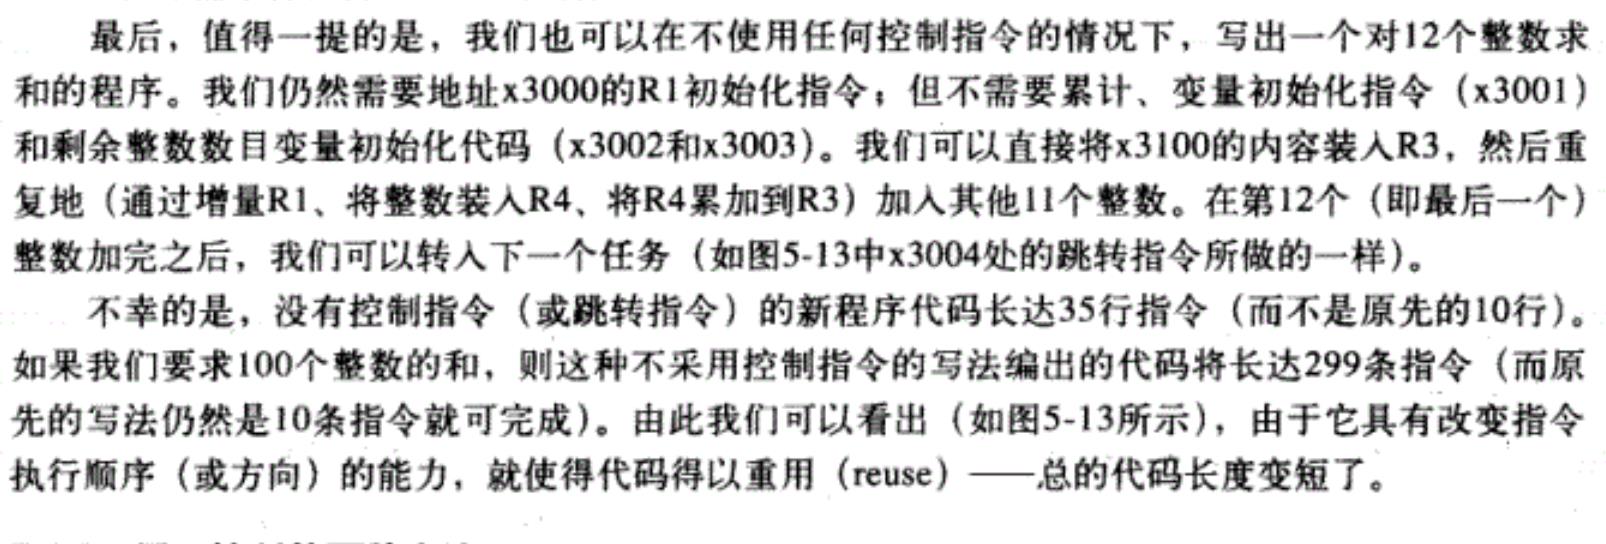 最后，值得一提的是，我们也可以在不使用任何控制指令的情况下，写出一个对12个整数求
和的程序。我们仍然需要地址x3000的R1初始化指令；但不需要累计、变量初始化指令（x3001）
和剩余整数数目变量初始化代码（x3002和x3003）。我们可以直接将x3100的内容装入R3，然后重
复地（通过增量R1、将整数装入R4、将R4累加到R3）加入其他11个整数。在第12个（即最后一个）
整数加完之后，我们可以转入下一个任务（如图5-13中x3004处的跳转指令所做的一样）。
不幸的是，没有控制指令（或跳转指令）的新程序代码长达35行指令（而不是原先的10行）。
如果我们要求100个整数的和，则这种不采用控制指令的写法编出的代码将长达299条指令（而原
先的写法仍然是10条指令就可完成）。由此我们可以看出（如图5-13所示），由于它具有改变指令
执行顺序（或方向）的能力，就使得代码得以重用（reuse）——总的代码长度变短了。